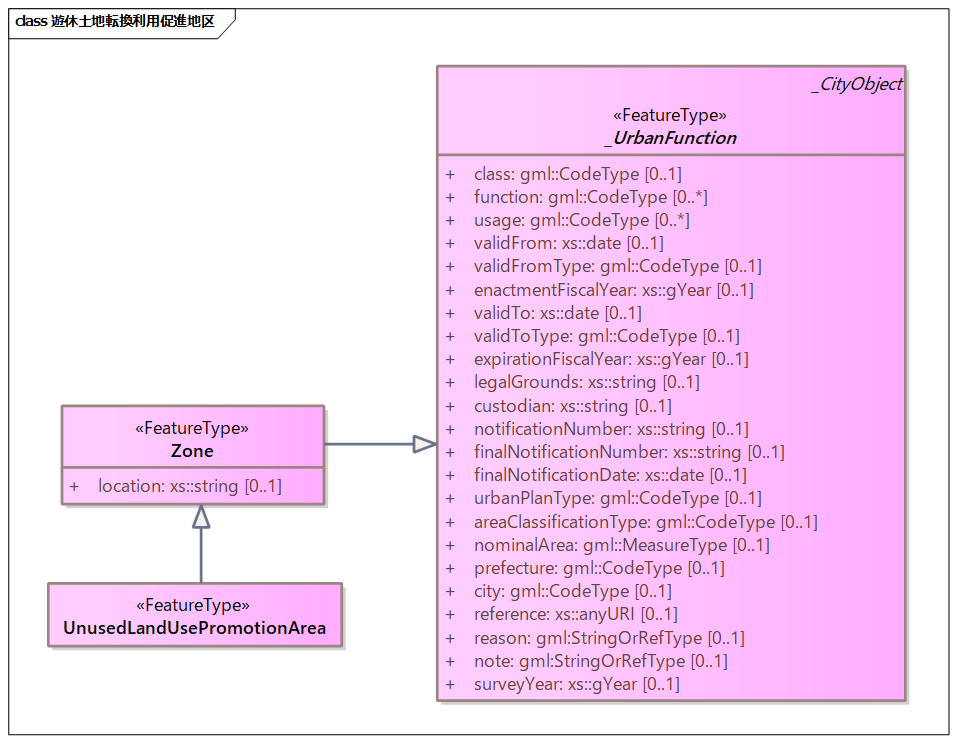 class 遊休土地転換利用促進地区
_CityObject
«FeatureType»
_UrbanFunction
+ class: gml::CodeType [0..1]
+ function: gml::CodeType [0..*]
+ usage: gml::CodeType [0..*]
+ validFrom: xs::date [0..1]
+ validFromType: gml::CodeType [0..1]
+ enactmentFiscalYear: xs::gYear [0..1]
+ validTo: xs::date [0..1]
+ validToType: gml::CodeType [0..1]
+ expirationFiscalYear: xs::gYear [0..1]
+ legalGrounds: xs::string [0..1]
+ custodian: xs::string [0..1]
+ notificationNumber: xs::string [0..1]
+ finalNotificationNumber: xs::string [0..1]
+ finalNotificationDate: xs::date [0..1]
+ urbanPlanType: gml::CodeType [0..1]
+ areaClassificationType: gml::CodeType [0..1]
+ nominalArea: gml::MeasureType [0..1]
+ prefecture: gml::CodeType [0..1]
+ city: gml::CodeType [0..1]
+ reference: xs::anyURI [0..1]
+ reason: gml:StringOrRefType [0..1]
+ note: gml:StringOrRefType [0..1]
+ surveyYear: xs::gYear [0..1]
«FeatureType»
Zone
+ location: xs::string [0..1]
«FeatureType»
UnusedLandUsePromotionArea